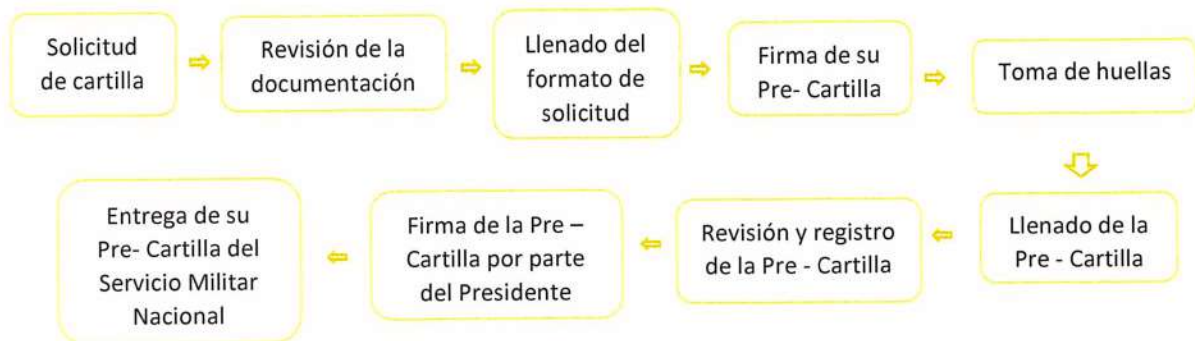 Solicitud
de cartilla
Revisión de la
documentación
Llenado del
formato de
solicitud
Firma de su
Pre- Cartilla
Toma de huellas
Llenado de la
Pre - Cartilla
Revisión y registro
de la Pre - Cartilla
Firma de la Pre –
Cartilla por parte
del Presidente
Entrega de su
Pre- Cartilla del
Servicio Militar
Nacional